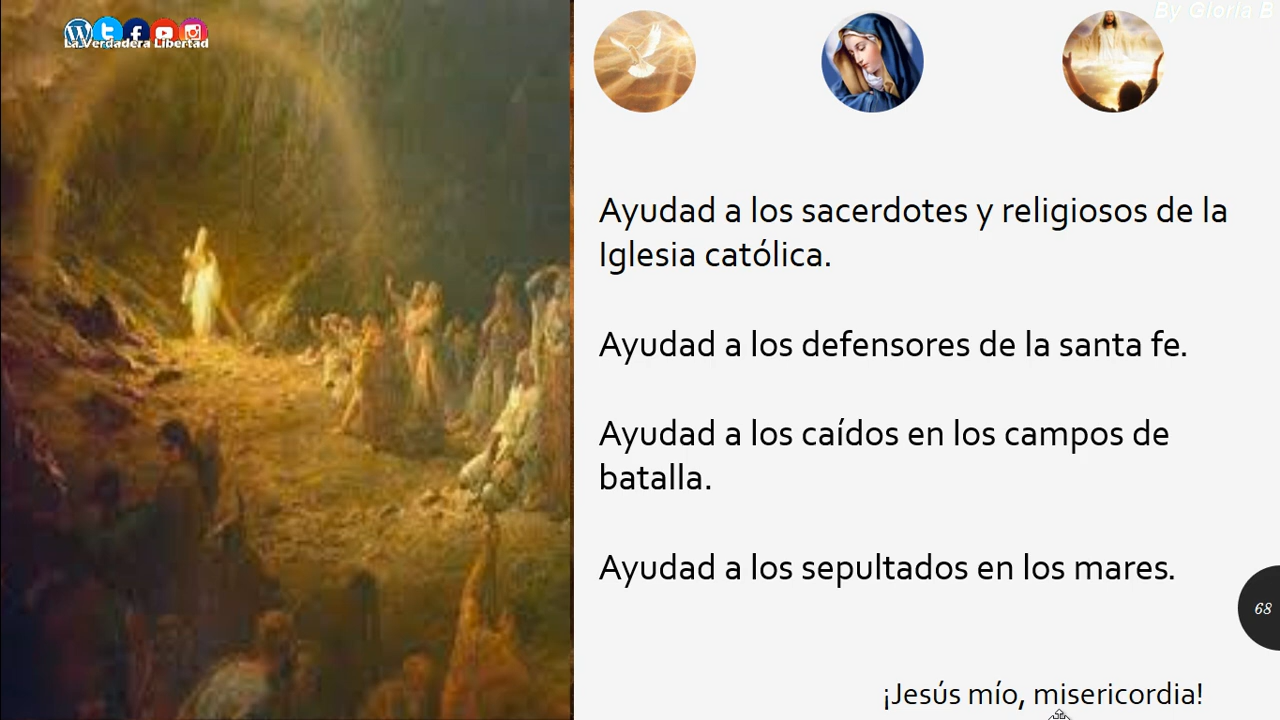 La Verdadera Libertad
By Gloria B
Ayudad a los sacerdotes y religiosos de la
Iglesia católica.
Ayudad a los defensores de la santa fe.
Ayudad a los caídos en los campos de
batalla.
Ayudad a los sepultados en los mares.
68
¡Jesús mío, misericordia!